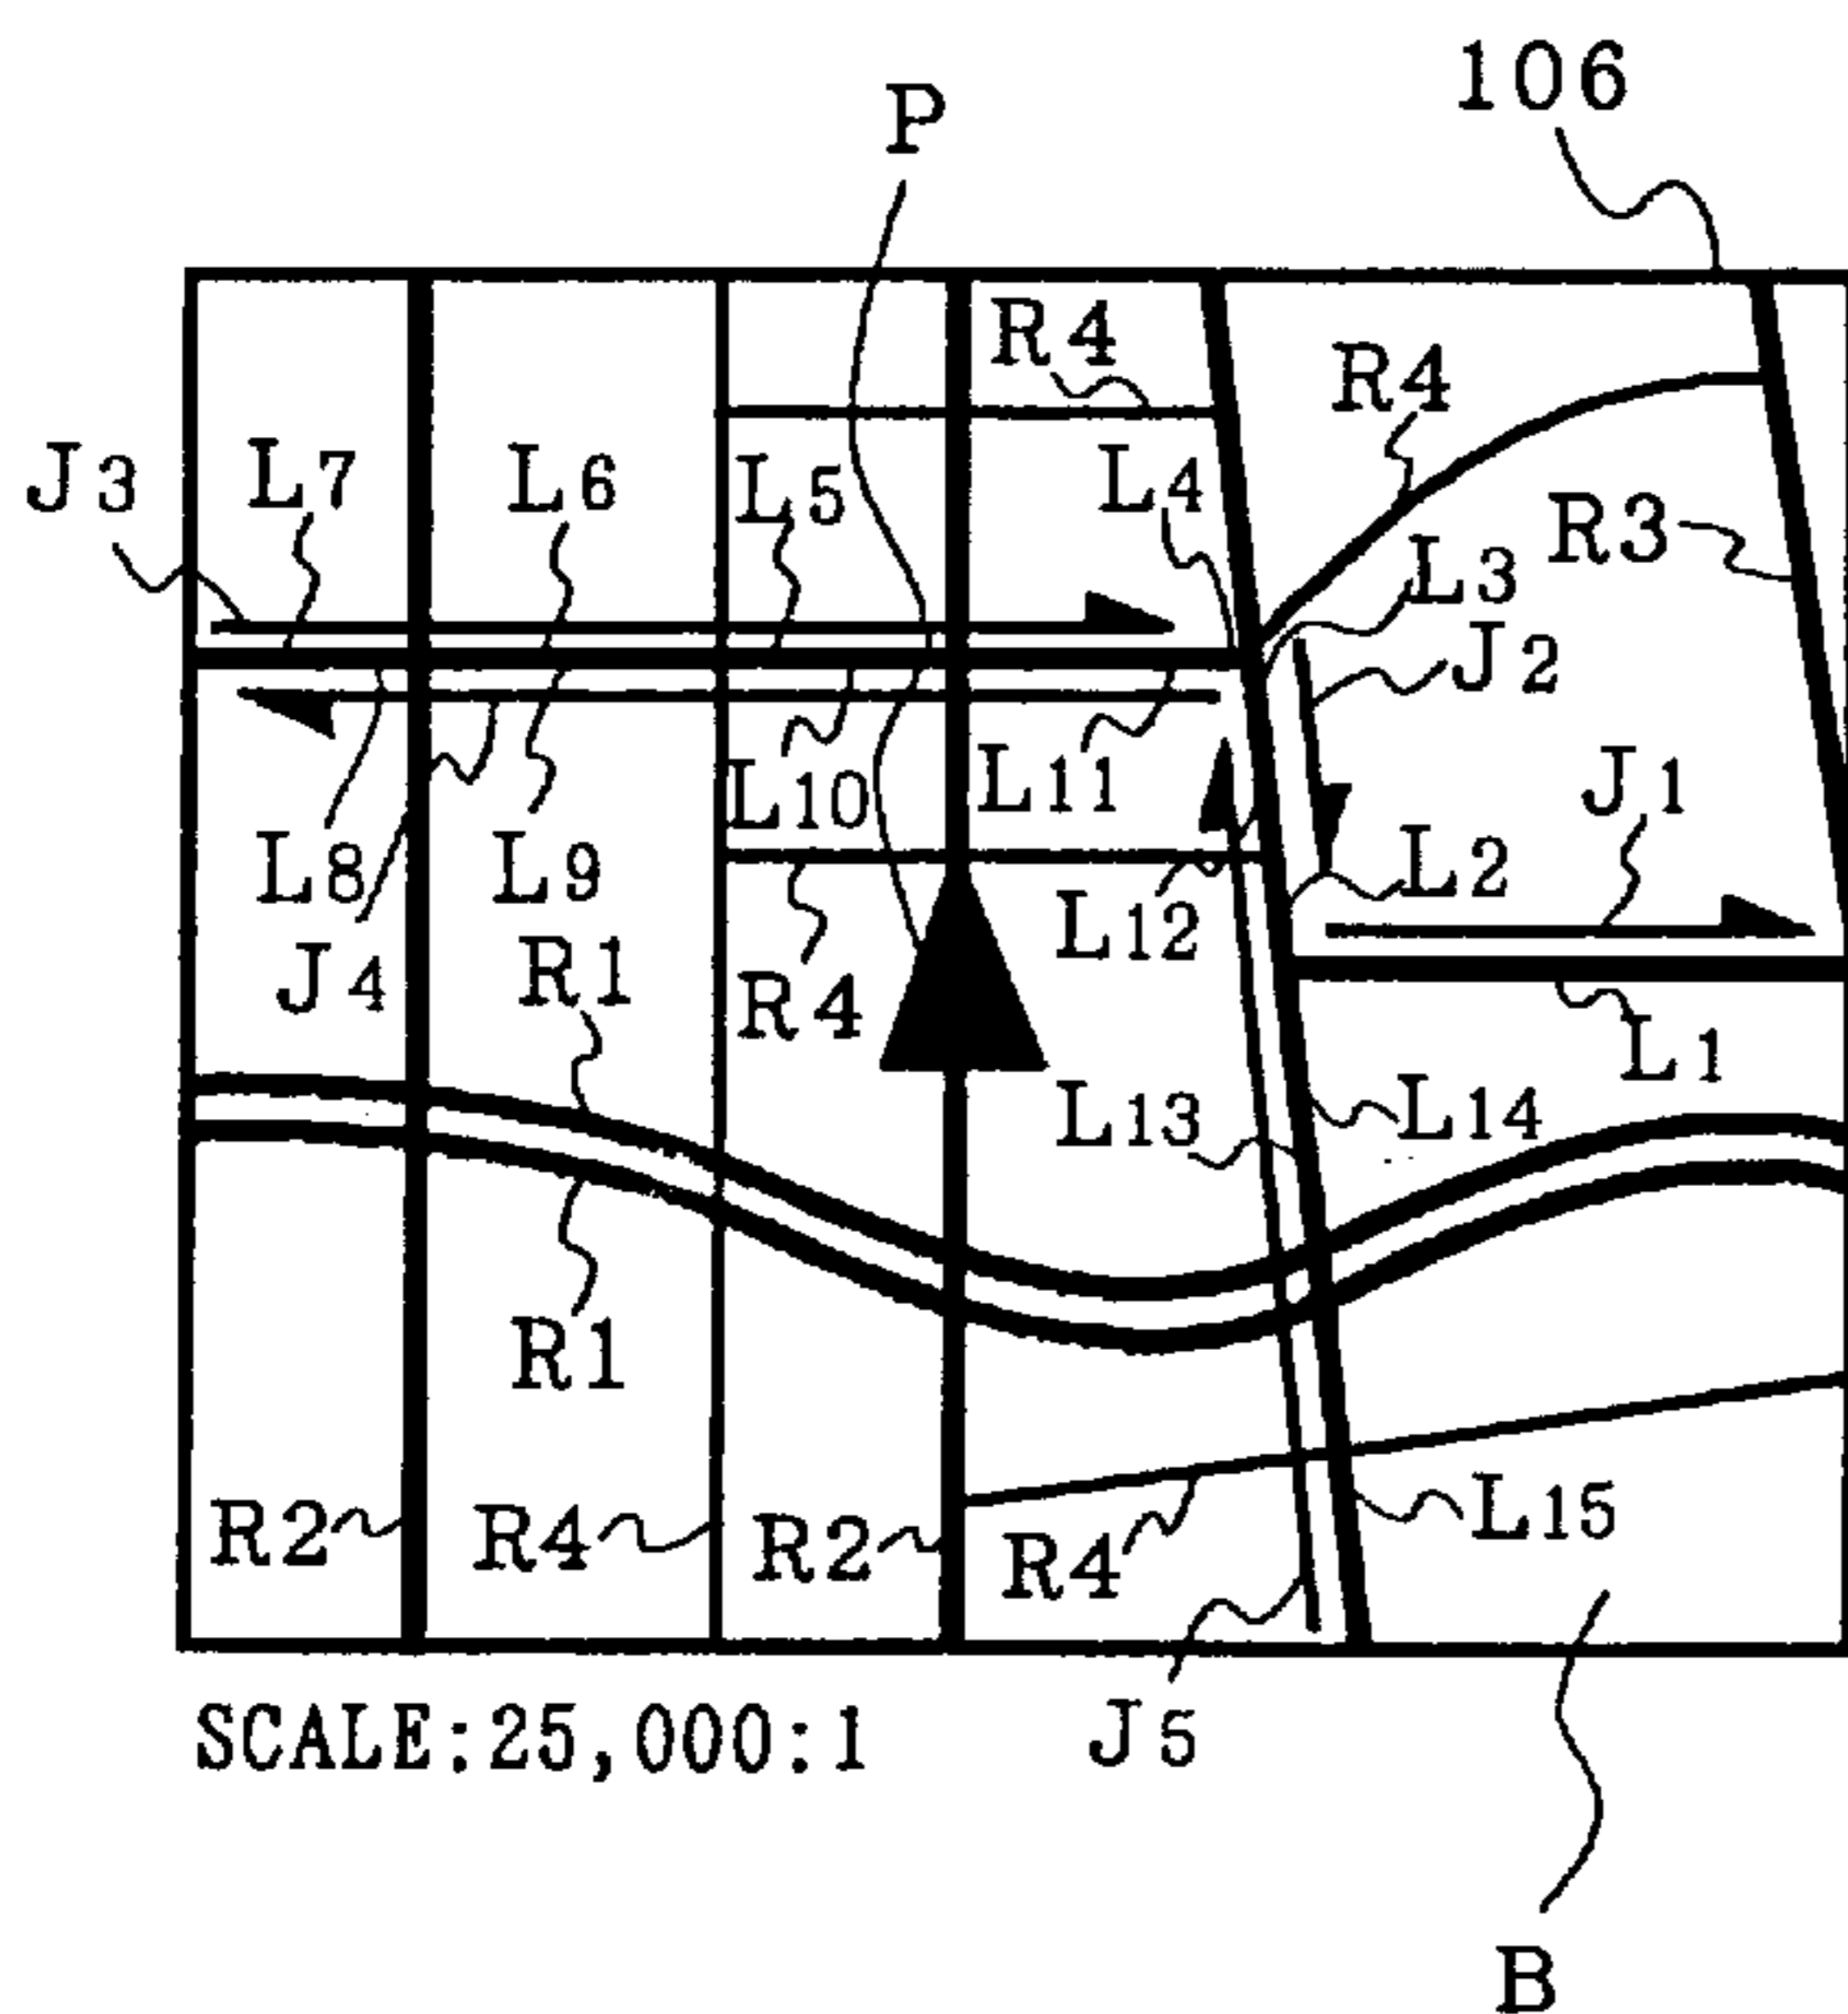 106
P
R4
R4
J3 L7 L6 L5 L4
R3
L3
J2
L10 L11
J1
L8 L9 L2
L12
J4 R1 R4
L1
L13 L14
R1
R2 R4 R2 R4 L15
SCALE:25,000:1 J5
B